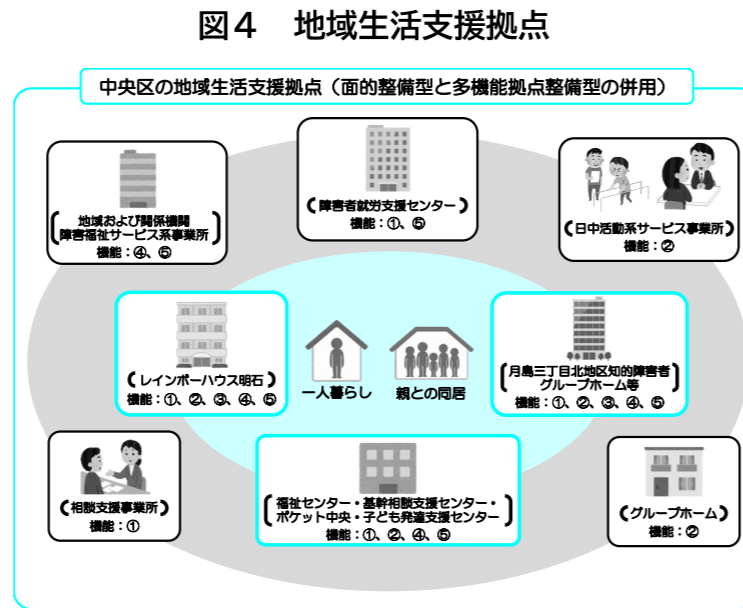 図4 地域生活支援拠点
中央区の地域生活支援拠点（面的整備型と多機能拠点整備型の併用）
地域および関係機関
障害福祉サービス系事業所
機能：④、⑤
障害者就労支援センター
機能：①、⑤
日中活動系サービス事業所
機能：②
レインボーハウス明石
機能：①、②、③、④、⑤
一人暮らし
親との同居
月島三丁目北地区知的障害者
グループホーム等
機能：①、②、③、④、⑤
相談支援事業所
機能：①
福祉センター・基幹相談支援センター・
ポケット中央・子ども発達支援センター
機能：①、②、④、⑤
グループホーム
機能：②